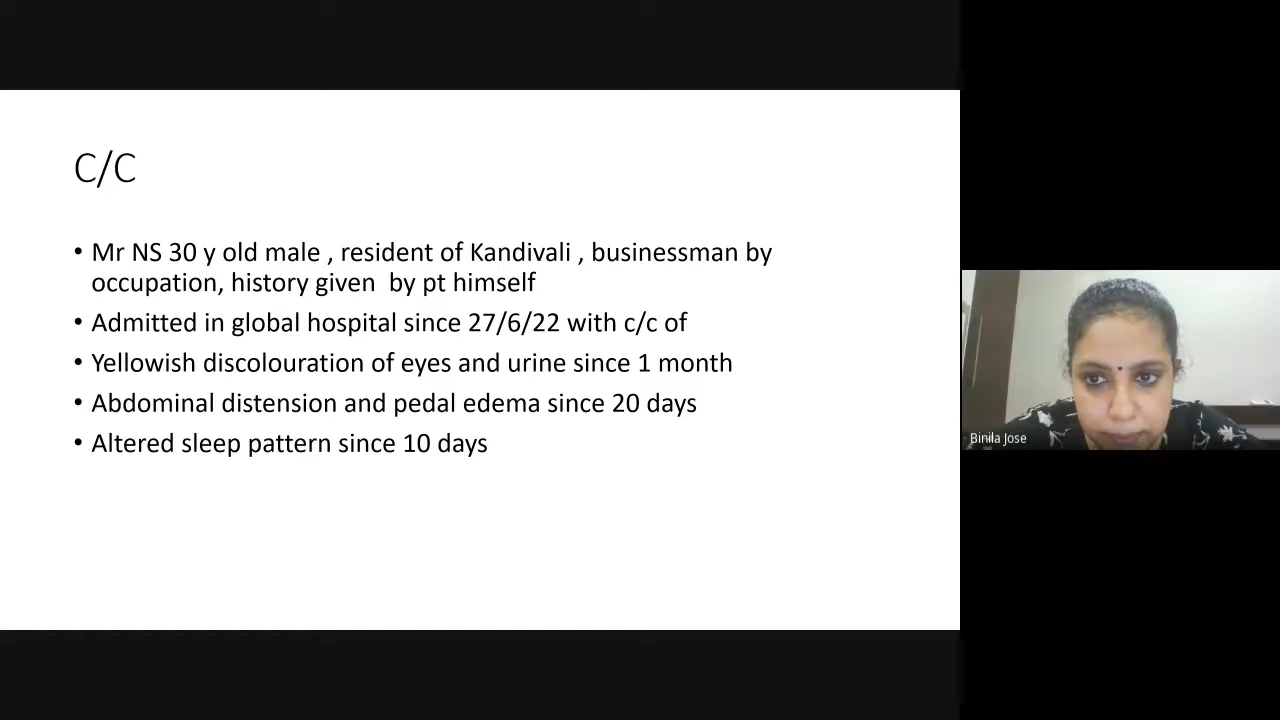 C/C
• Mr NS 30 y old male , resident of Kandivali , businessman by
occupation, history given  by pt himself
• Admitted in global hospital since 27/6/22 with c/c of
• Yellowish discolouration of eyes and urine since 1 month
• Abdominal distension and pedal edema since 20 days
• Altered sleep pattern since 10 days
Binila Jose